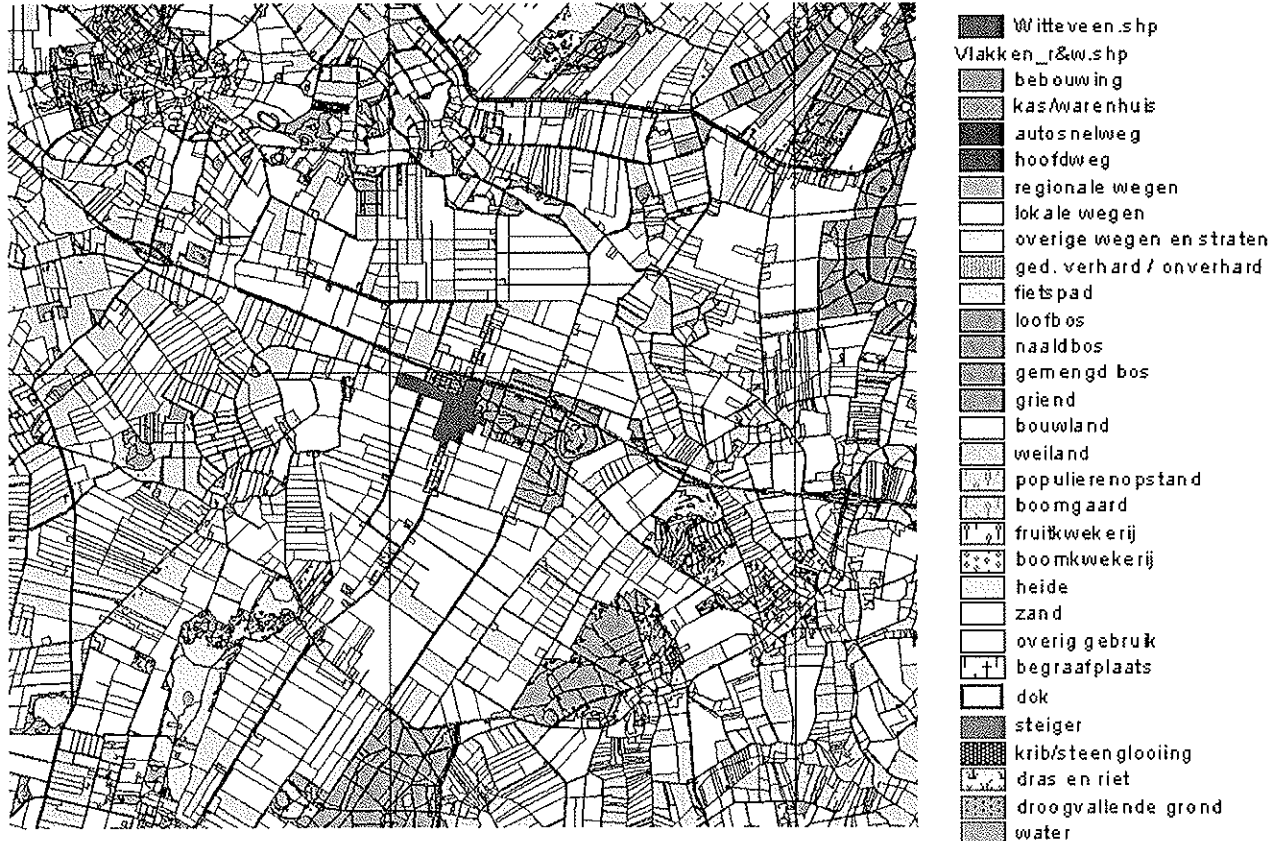 Witteveen.shp
Vlakken_r&w.shp
bebouwing
kas/warenhuis
autosnelweg
hoofdweg
regionale wegen
lokale wegen
overige wegen en straten
ged. verhard / onverhard
fietspad
loofbos
naaldbos
gemengd bos
griend
bouwland
weiland
populierenopstand
boomgaard
fruitkwekerij
boomkwekerij
heide
zand
overig gebruik
begraafplaats
dok
steiger
krib/steenglooiing
dras en riet
droogvallende grond
water